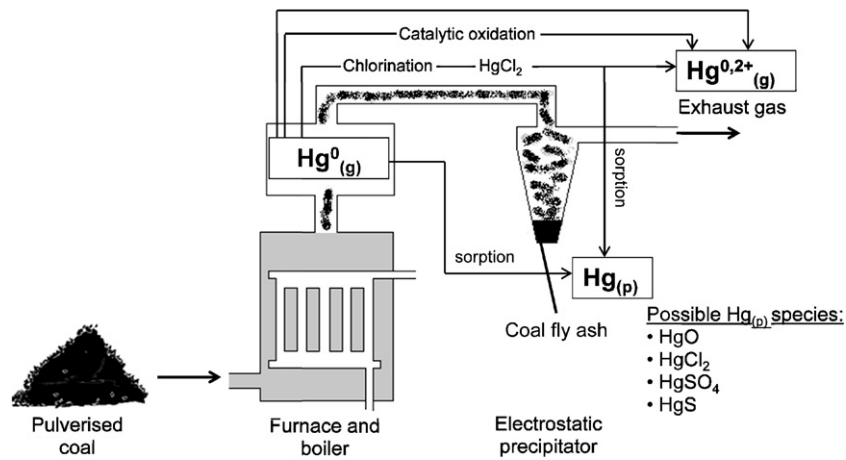 Catalytic oxidation
Chlorination HgCl₂
Hg⁰,²⁺₍g₎
Exhaust gas
Hg⁰₍g₎
sorption
sorption
Hg₍p₎
Coal fly ash
Possible Hg₍p₎ species:
• HgO
• HgCl₂
• HgSO₄
• HgS
Pulverised
coal
Furnace and
boiler
Electrostatic
precipitator